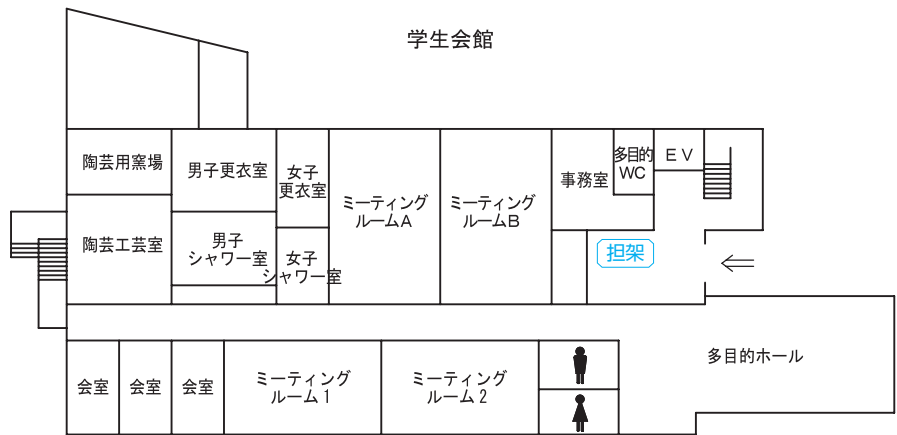 学生会館
陶芸用窯場
男子更衣室
女子
更衣室
ミーティング
ルームA
ミーティング
ルームB
事務室
多目的
WC
EV
陶芸工芸室
男子
シャワー室
女子
シャワー室
担架
会室
会室
会室
ミーティング
ルーム1
ミーティング
ルーム2
多目的ホール